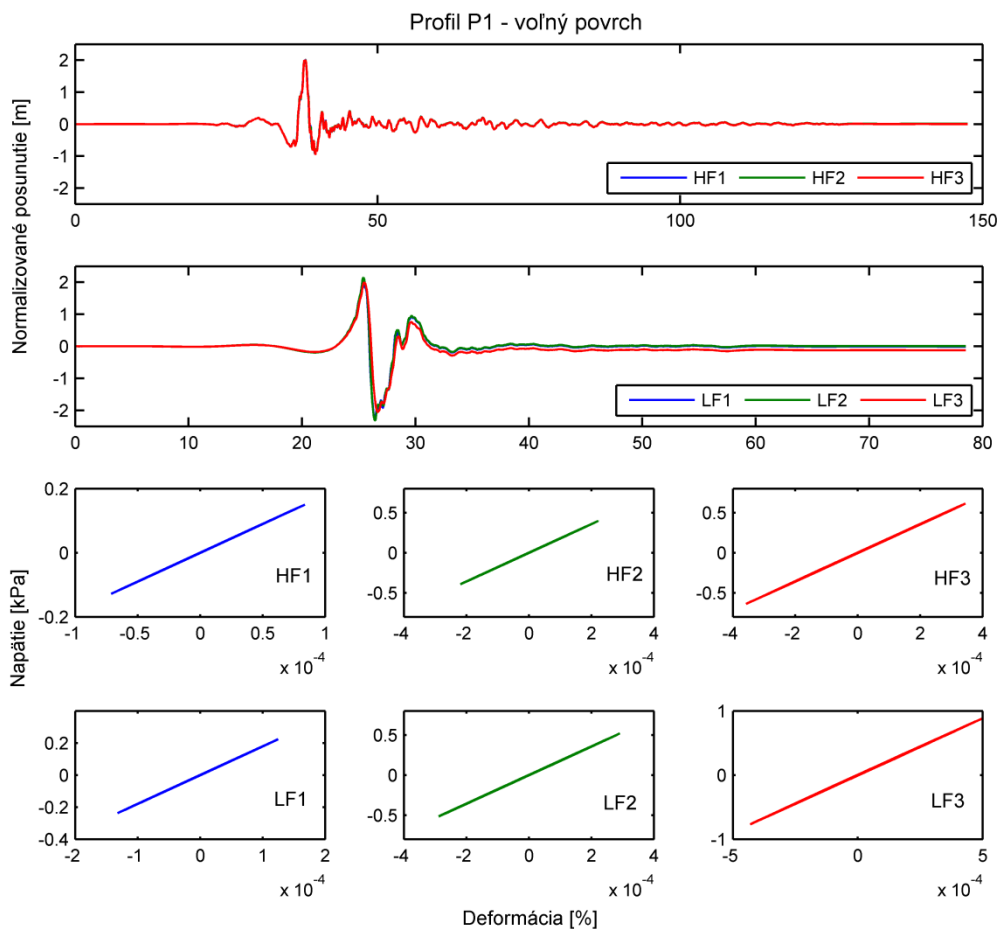 Profil P1 - voľný povrch
Normalizované posunutie [m]
2
1
0
-1
-2
HF1 HF2 HF3
0 50 100 150
2
1
0
-1
-2
LF1 LF2 LF3
0 10 20 30 40 50 60 70 80
Napätie [kPa]
0.2
0
-0.2
HF1
-1 -0.5 0 0.5 1
x 10-4
0.5
0
-0.5
HF2
-4 -2 0 2 4
x 10-4
0.5
0
-0.5
HF3
-4 -2 0 2 4
x 10-4
0.2
0
-0.2
-0.4
LF1
-2 -1 0 1 2
x 10-4
0.5
0
-0.5
LF2
-4 -2 0 2 4
x 10-4
1
0
-1
LF3
-5 0 5
x 10-4
Deformácia [%]